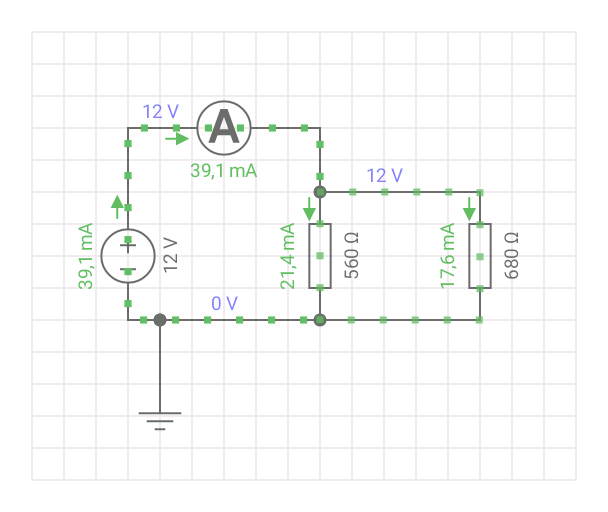 12 V
A
39,1 mA
12 V
39,1 mA
12 V
21,4 mA
560 Ω
17,6 mA
680 Ω
0 V